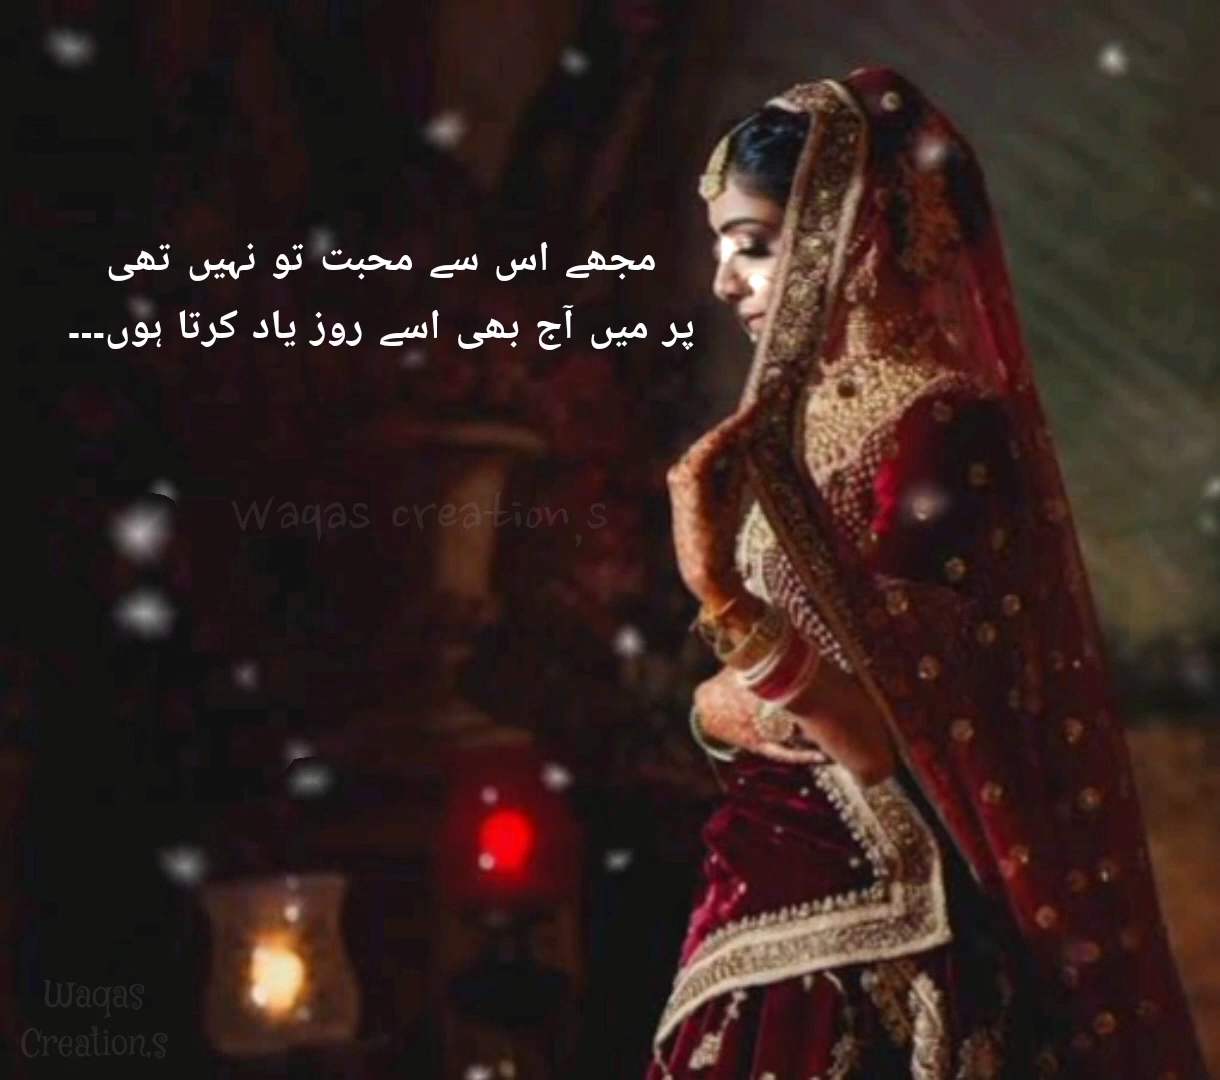 مجھے اس سے محبت تو نہیں تھی
پر میں آج بھی اسے روز یاد کرتا ہوں---
Waqas creation,s
Waqas
Creation,s